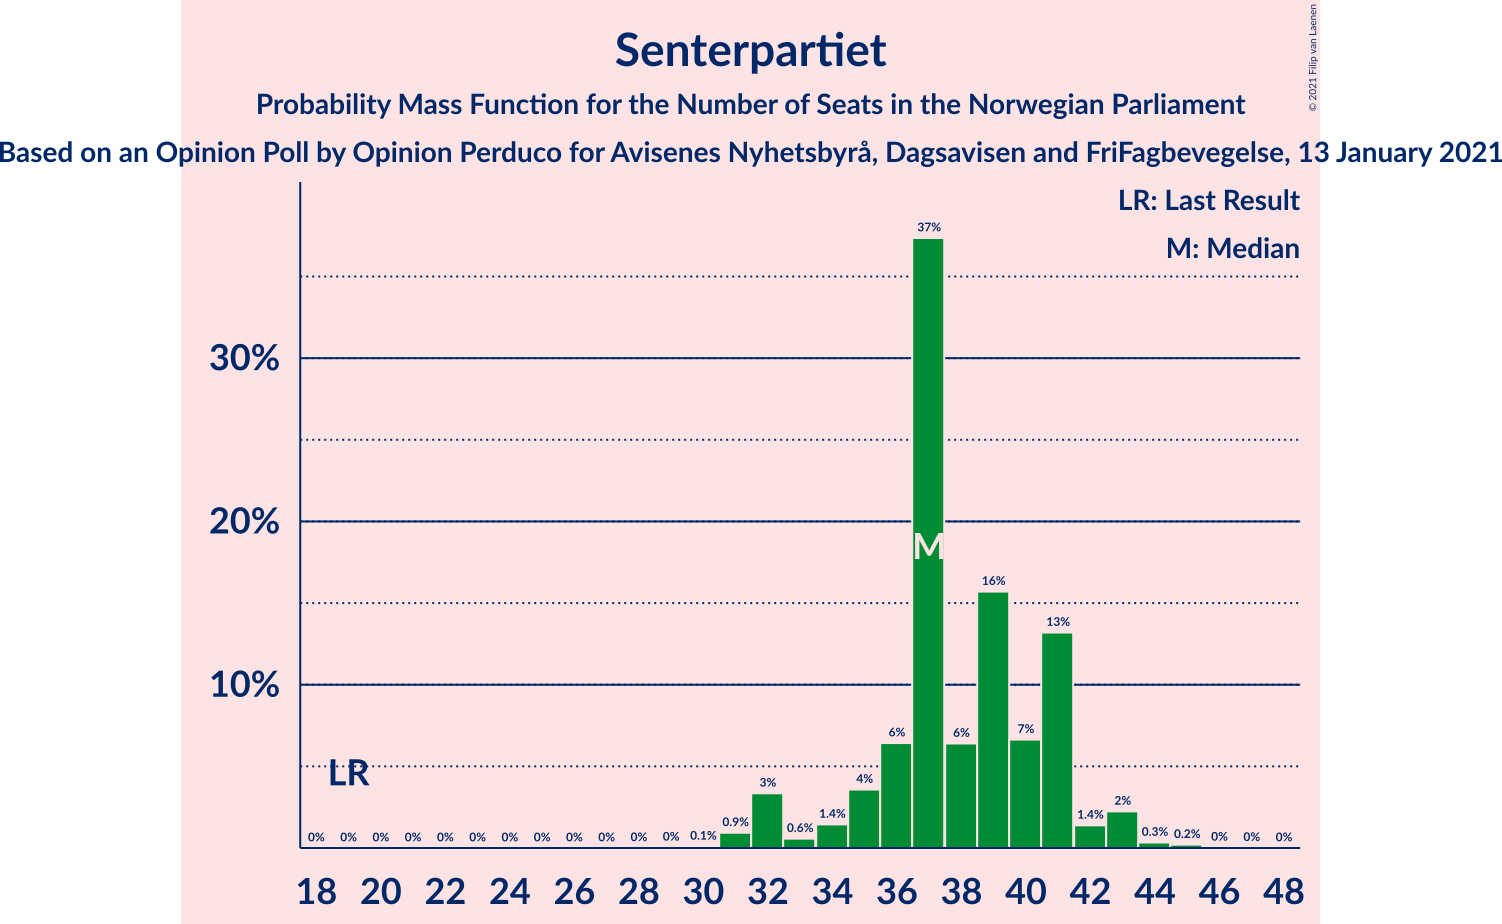 Senterpartiet
Probability Mass Function for the Number of Seats in the Norwegian Parliament
Based on an Opinion Poll by Opinion Perduco for Avisenes Nyhetsbyrå, Dagsavisen and FriFagbevegelse, 13 January 2021
© 2021 Filip van Laenen
LR: Last Result
M: Median
30%
20%
10%
LR
M
0% 0% 0% 0% 0% 0% 0% 0% 0% 0% 0% 0% 0.1% 0.9% 3% 0.6% 1.4% 4% 6% 37% 6% 16% 7% 13% 1.4% 2% 0.3% 0.2% 0% 0% 0%
18 20 22 24 26 28 30 32 34 36 38 40 42 44 46 48